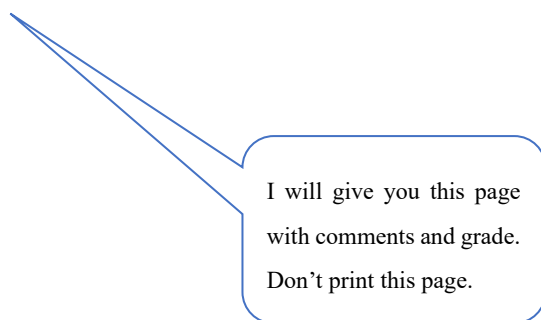 I will give you this page
with comments and grade.
Don’t print this page.